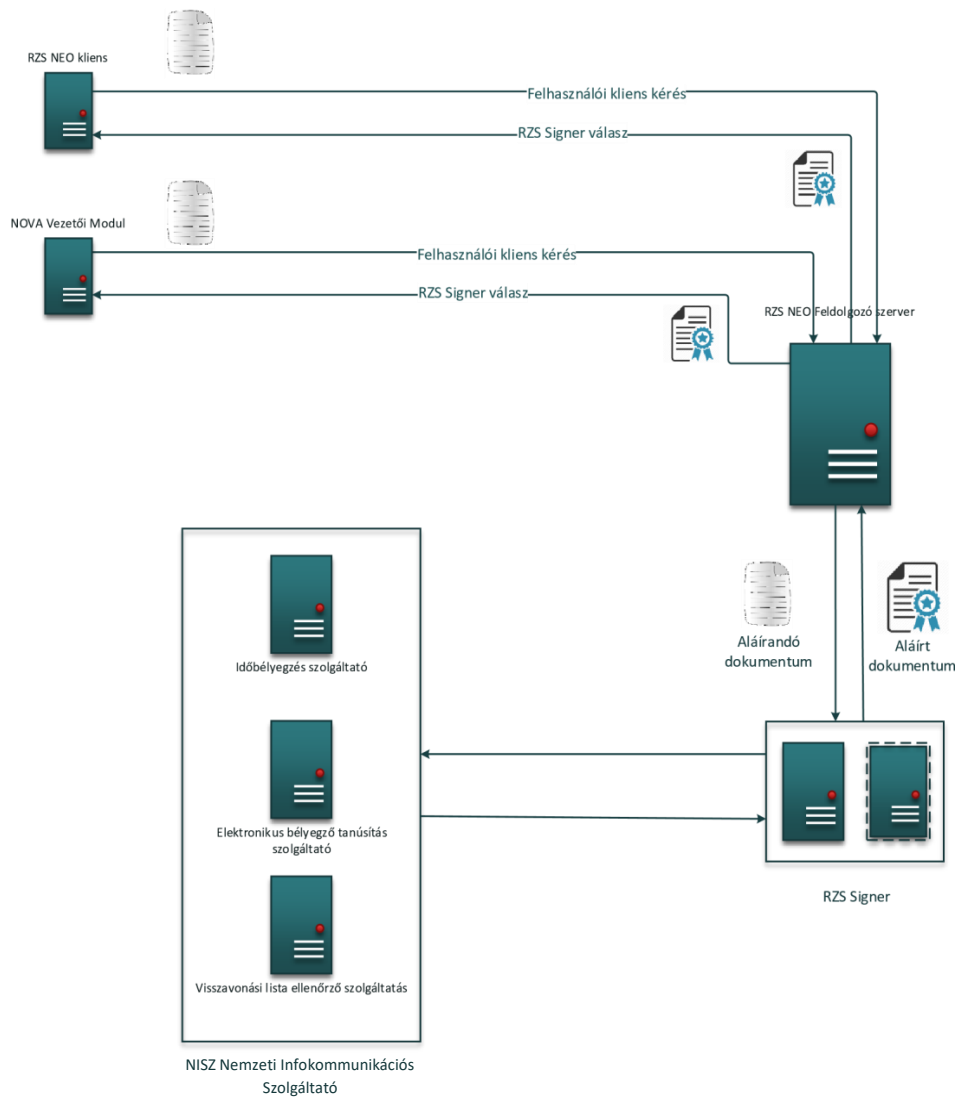 RZS NEO kliens
Felhasználói kliens kérés
RZS Signer válasz
NOVA Vezetői Modul
Felhasználói kliens kérés
RZS Signer válasz
RZS NEO Feldolgozó szerver
Időbélyegzés szolgáltató
Aláírandó
dokumentum
Aláírt
dokumentum
Elektronikus bélyegző tanúsítás
szolgáltató
RZS Signer
Visszavonási lista ellenőrző szolgáltatás
NISZ Nemzeti Infokommunikációs
Szolgáltató